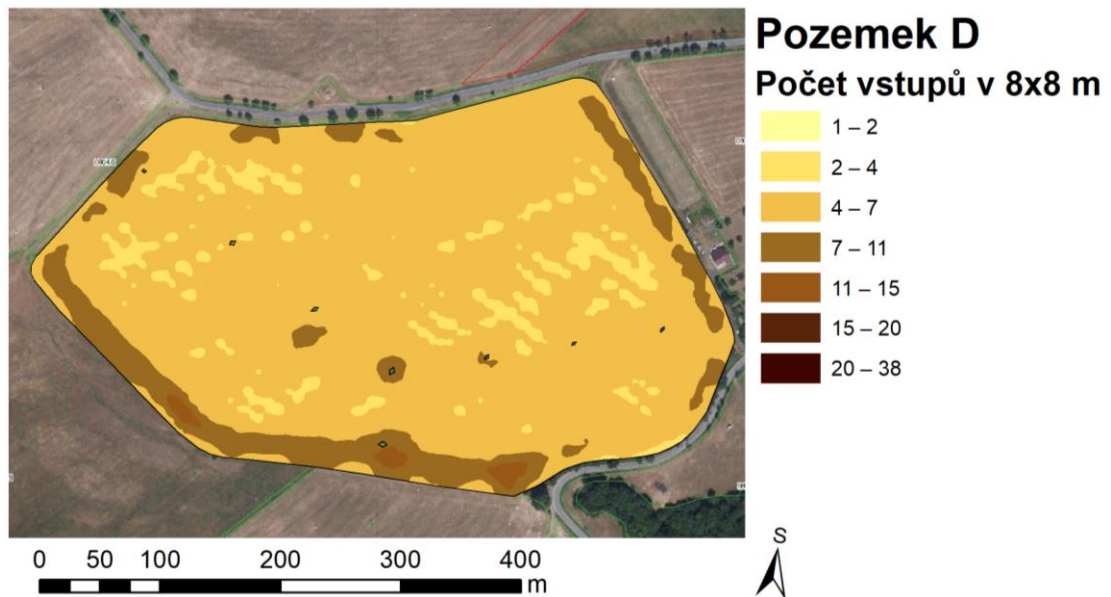 Pozemek D
Počet vstupů v 8x8 m
1 – 2
2 – 4
4 – 7
7 – 11
11 – 15
15 – 20
20 – 38
0 50 100 200 300 400
m
S